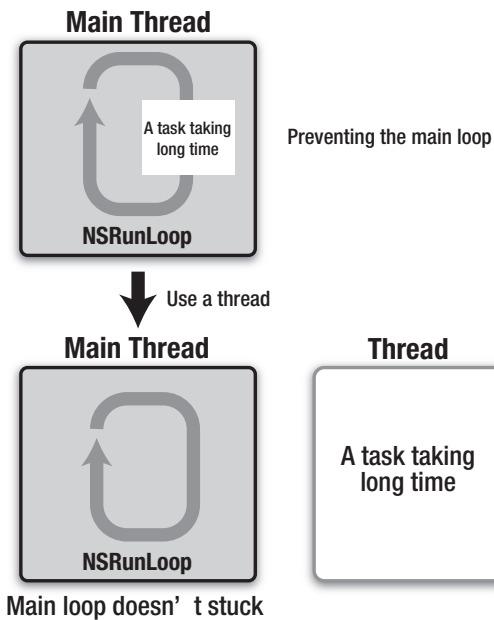 Main Thread
A task taking
long time
Preventing the main loop
NSRunLoop
Use a thread
Main Thread
Thread
A task taking
long time
NSRunLoop
Main loop doesn’ t stuck